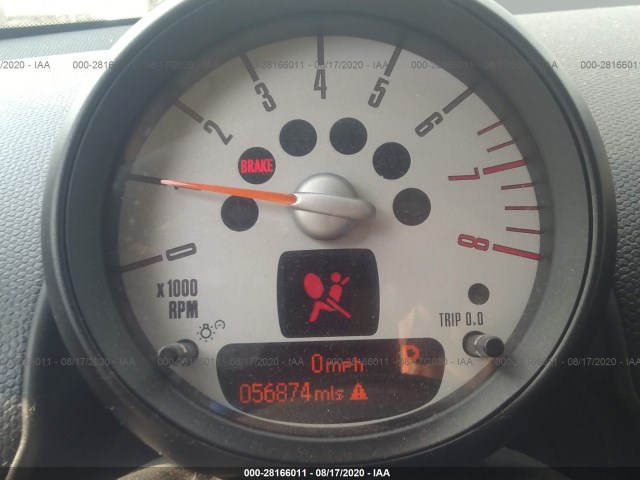 000-28166011 - 08/17/2020 - IAA
0 1 2 3 4 5 6 7 8
BRAKE
x 1000
RPM
TRIP 0.0
0mph
P
056874mls
000-28166011 - 08/17/2020 - IAA